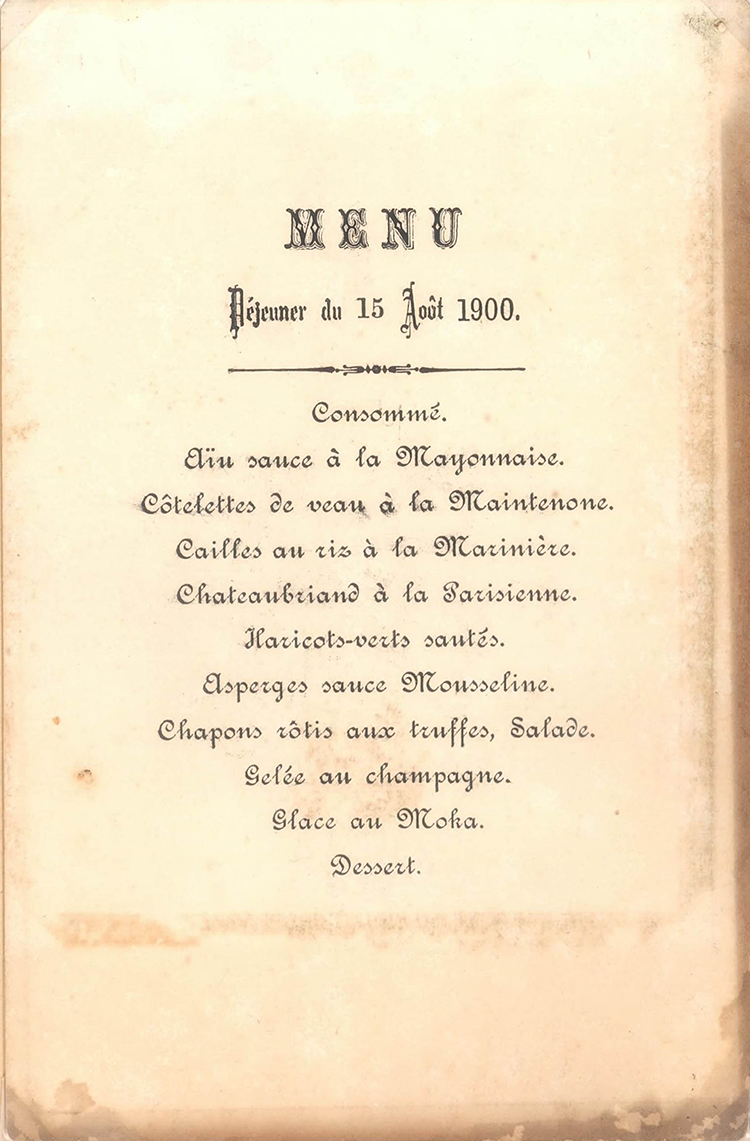 MENU
Déjeuner du 15 Août 1900.
Consommé.
Aïu sauce à la Mayonnaise.
Côtelettes de veau à la Maintenone.
Cailles au riz à la Marinière.
Chateaubriand à la Parisienne.
Haricots-verts sautés.
Asperges sauce Mousseline.
Chapons rôtis aux truffes, Salade.
Gelée au champagne.
Glace au Moka.
Dessert.